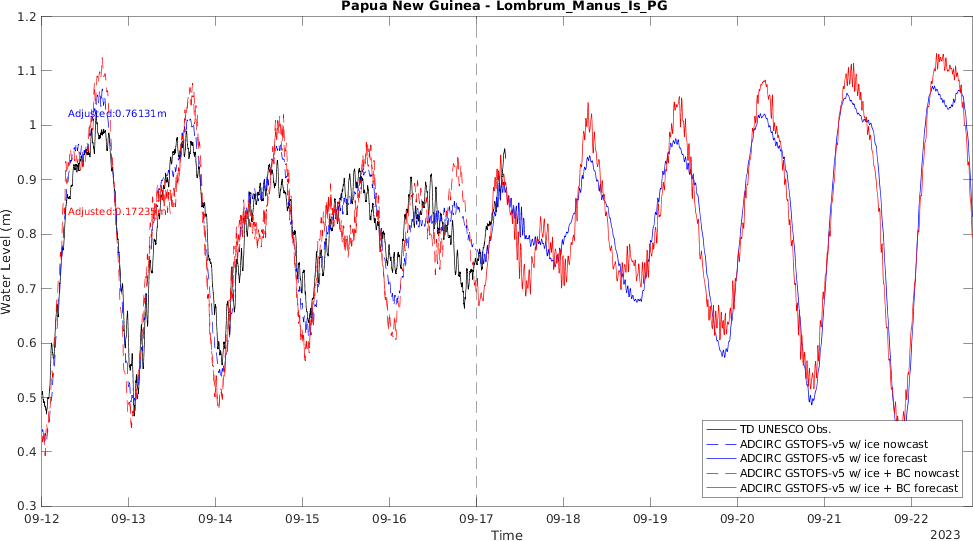 Papua New Guinea - Lombrum_Manus_Is_PG
1.2
1.1
1
0.9
0.8
0.7
0.6
0.5
0.4
0.3
Water Level (m)
Adjusted:0.76131m
Adjusted:0.17235m
TD UNESCO Obs.
ADCIRC GSTOFS-v5 w/ ice nowcast
ADCIRC GSTOFS-v5 w/ ice forecast
ADCIRC GSTOFS-v5 w/ ice + BC nowcast
ADCIRC GSTOFS-v5 w/ ice + BC forecast
09-12 09-13 09-14 09-15 09-16 09-17 09-18 09-19 09-20 09-21 09-22
Time
2023